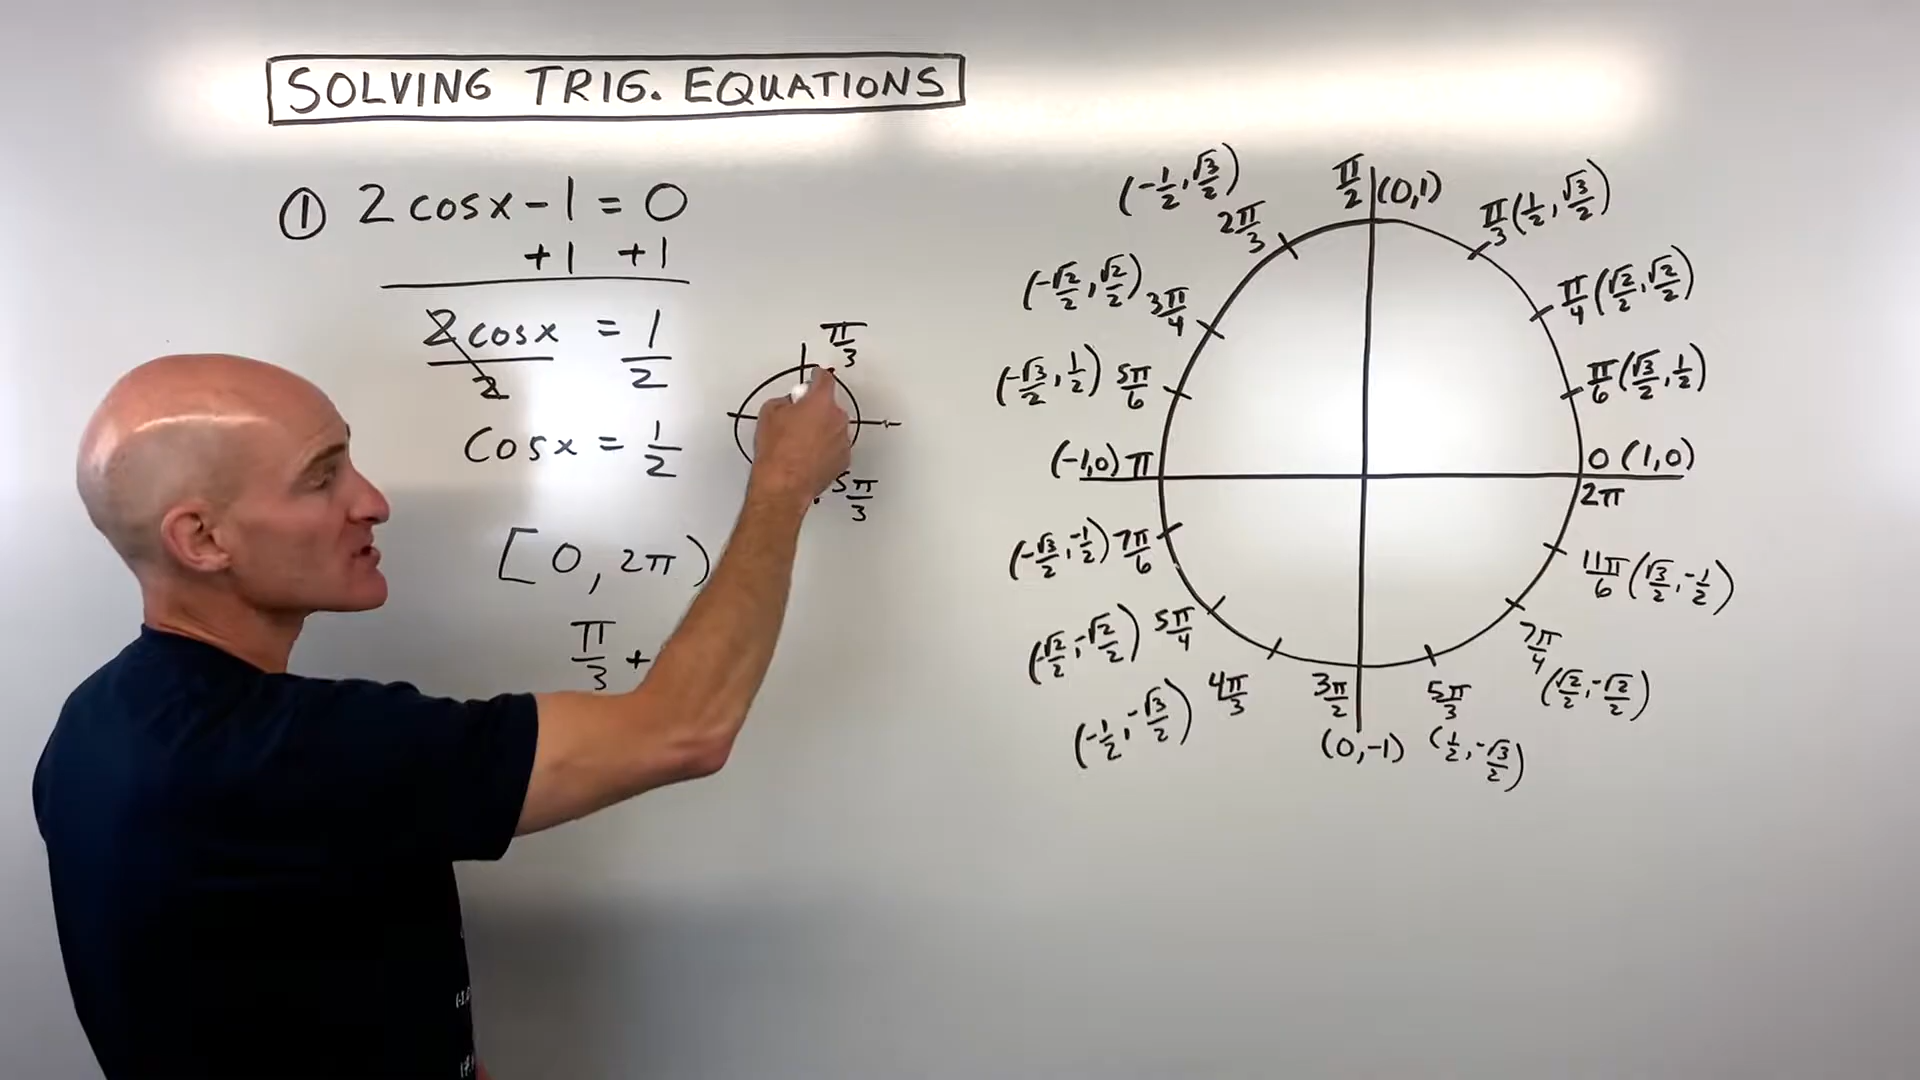 SOLVING TRIG. EQUATIONS
① 2cosx - 1 = 0
+1 +1
2cosx/2 = 1/2
Cosx = 1/2
[0, 2π)
π/3 +
π/3
5π/3
π/2 (0,1)
π/3 (1/2, √3/2)
π/4 (√2/2, √2/2)
π/6 (√3/2, 1/2)
0 (1,0)
2π
11π/6 (√3/2, -1/2)
7π/4
(√2/2, -√2/2)
5π/3
(1/2, -√3/2)
3π/2
(0,-1)
4π/3
(-1/2, -√3/2)
(-√2/2, -√2/2) 5π/4
(-√3/2, -1/2) 7π/6
(-1,0) π
(-√3/2, 1/2) 5π/6
(-√2/2, √2/2) 3π/4
(-1/2, √3/2)
2π/3